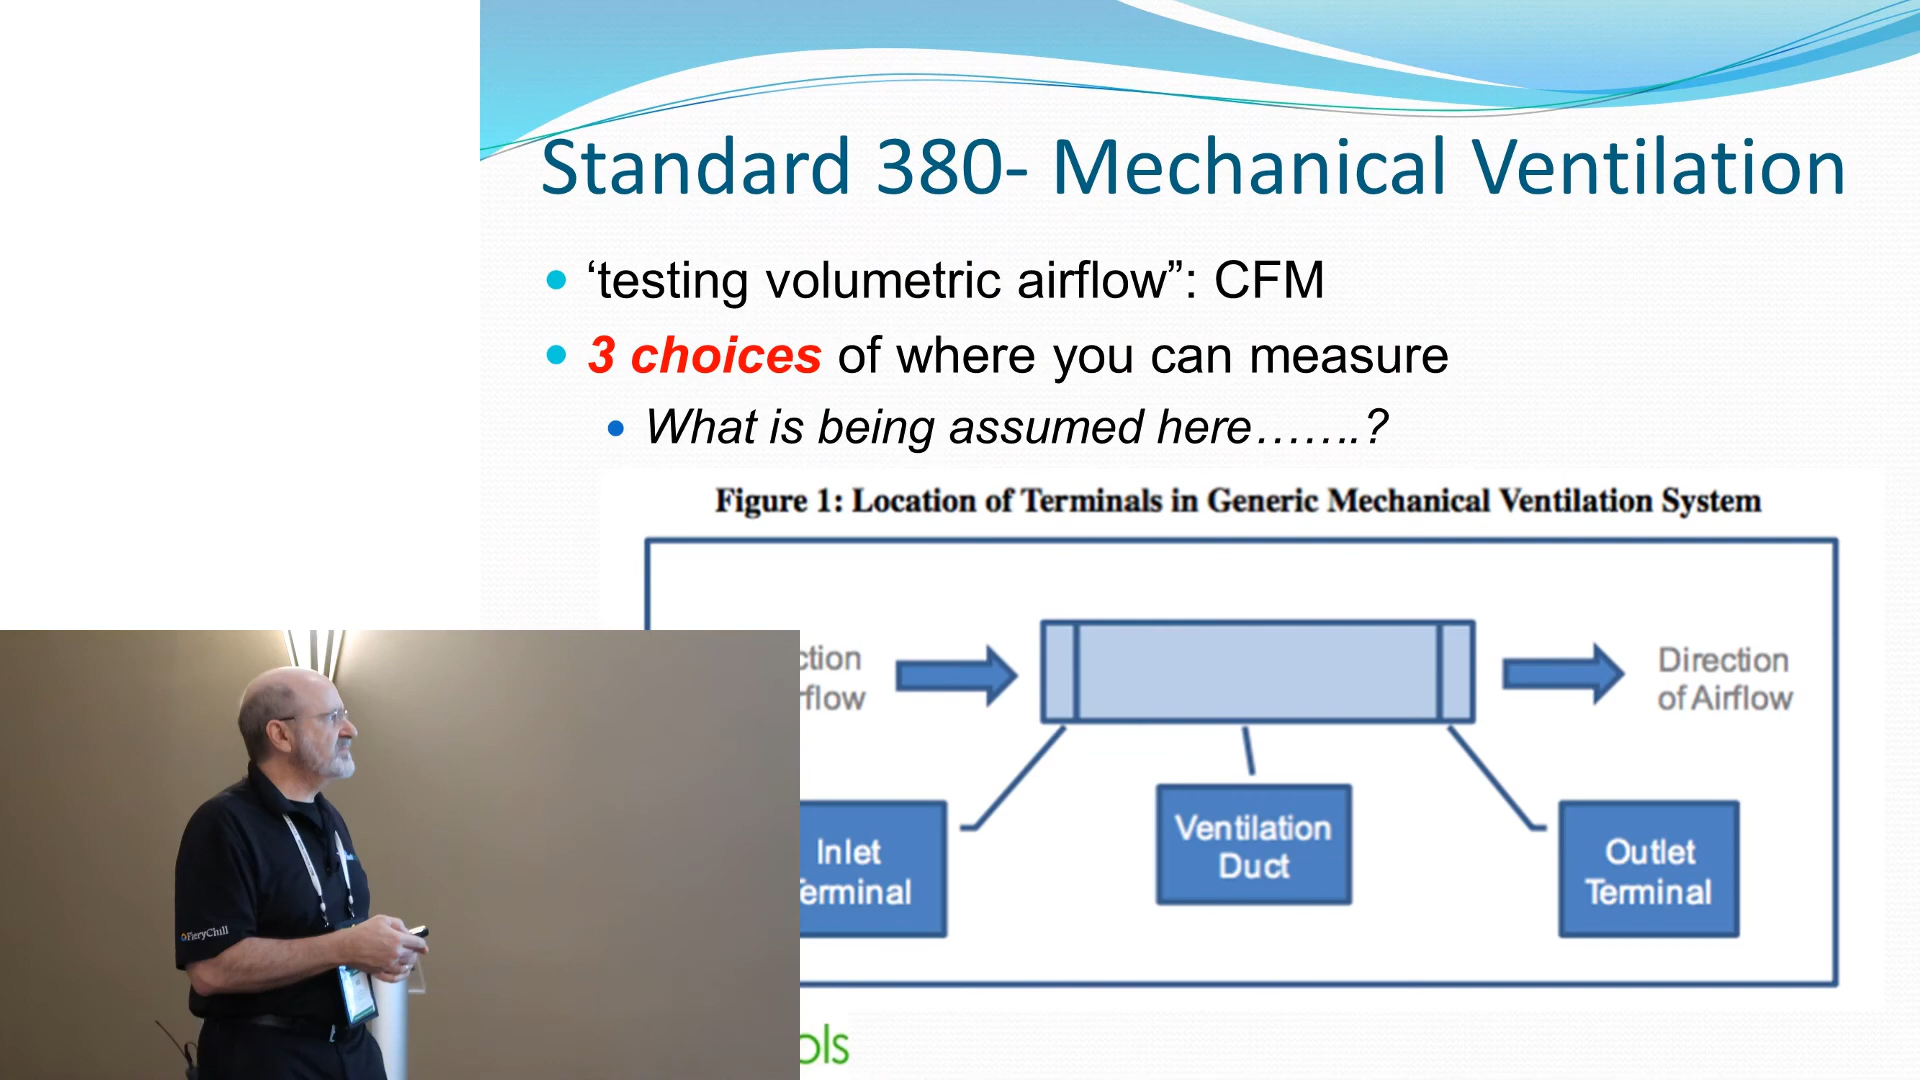 Standard 380- Mechanical Ventilation
‘testing volumetric airflow”: CFM
3 choices of where you can measure
What is being assumed here…….?
Figure 1: Location of Terminals in Generic Mechanical Ventilation System
ction
rflow
Direction
of Airflow
Inlet
erminal
Ventilation
Duct
Outlet
Terminal
FieryChill
ols